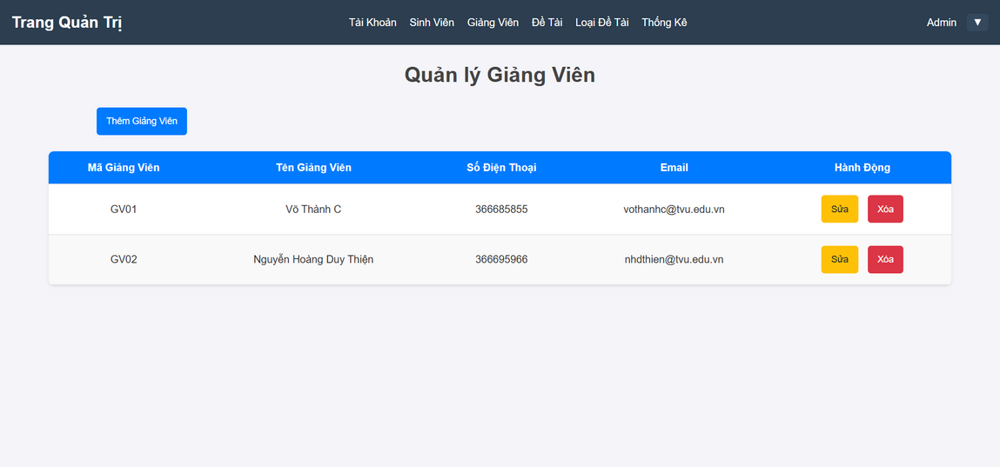 Trang Quản Trị Tài Khoản Sinh Viên Giảng Viên Đề Tài Loại Đề Tài Thống Kê Admin ▼
Quản lý Giảng Viên
Thêm Giảng Viên
Mã Giảng Viên Tên Giảng Viên Số Điện Thoại Email Hành Động
GV01 Võ Thành C 366685855 vothanhc@tvu.edu.vn Sửa Xóa
GV02 Nguyễn Hoàng Duy Thiện 366695966 nhdthien@tvu.edu.vn Sửa Xóa